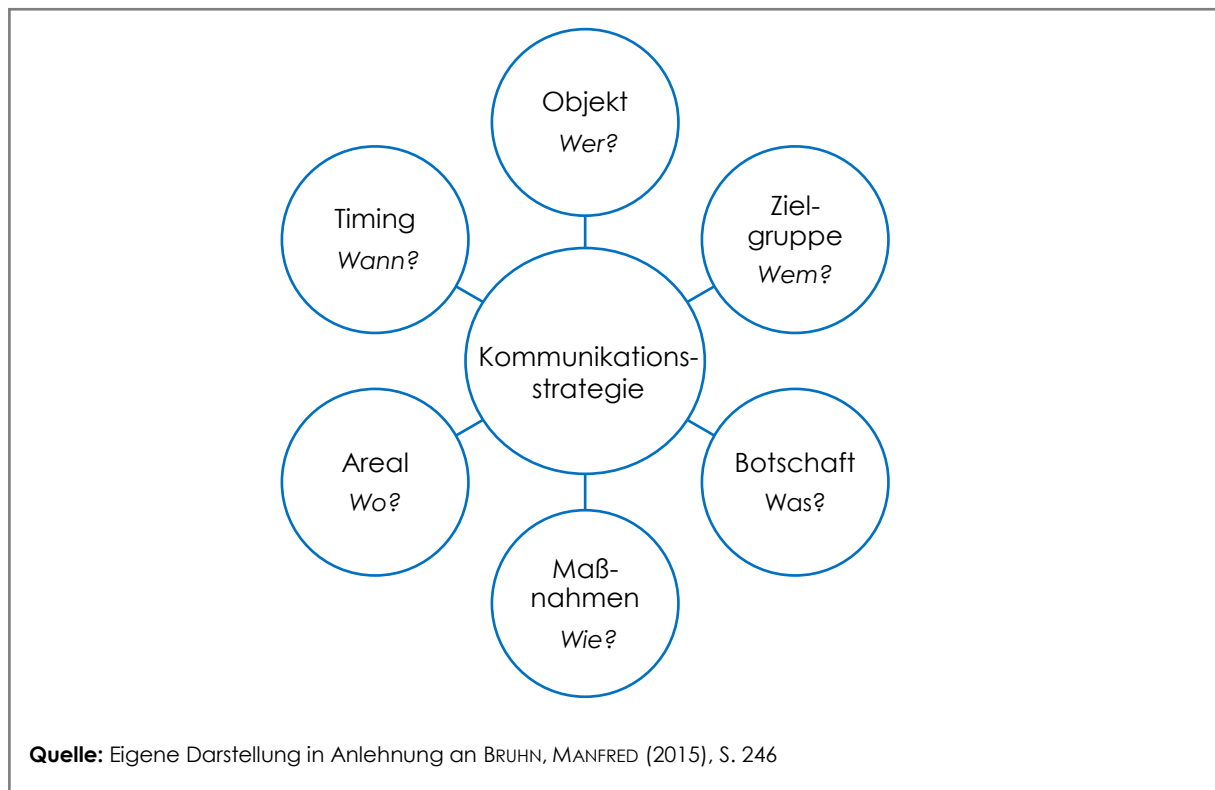 Objekt
Wer?
Ziel-
gruppe
Wem?
Botschaft
Was?
Maß-
nahmen
Wie?
Areal
Wo?
Timing
Wann?
Kommunikations-
strategie
Quelle: Eigene Darstellung in Anlehnung an BRUHN, MANFRED (2015), S. 246